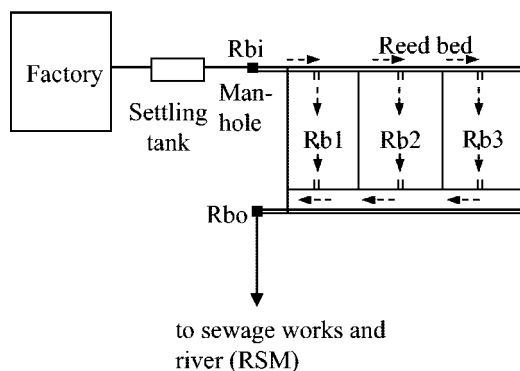 Rbi
Reed bed
Factory
Settling
tank
Man-
hole
Rb1
Rb2
Rb3
Rbo
to sewage works and
river (RSM)